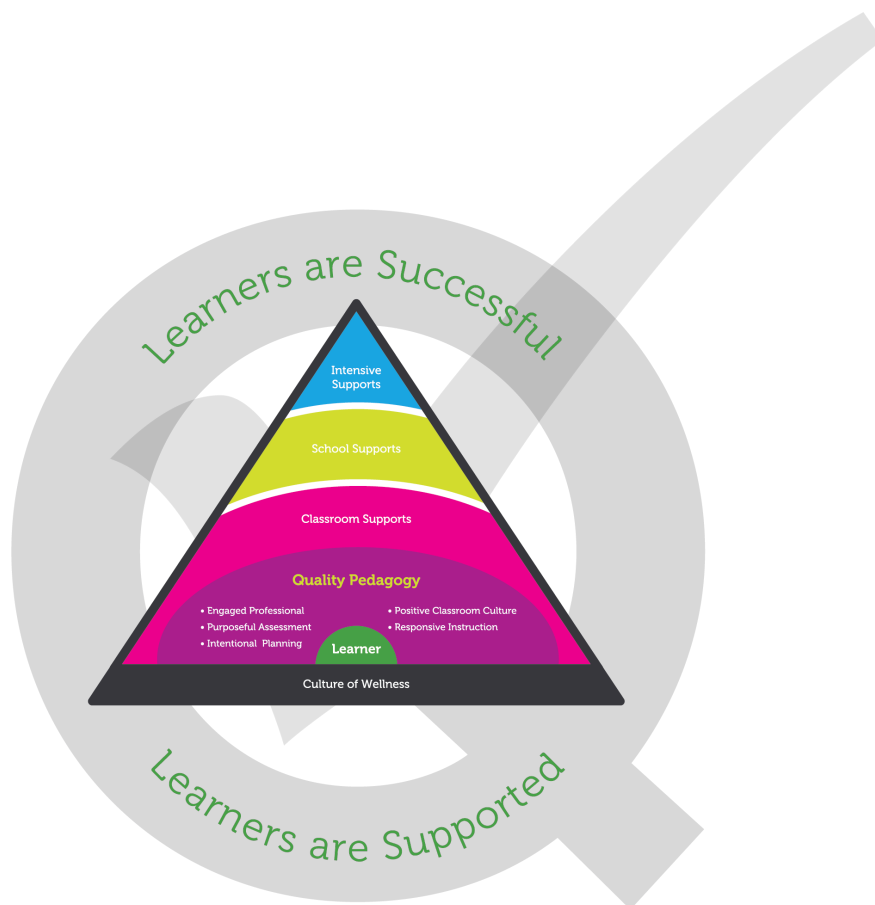 Learners are Successful
Intensive
Supports
School Supports
Classroom Supports
Quality Pedagogy
• Engaged Professional
• Purposeful Assessment
• Intentional Planning
• Positive Classroom Culture
• Responsive Instruction
Learner
Culture of Wellness
Learners are Supported